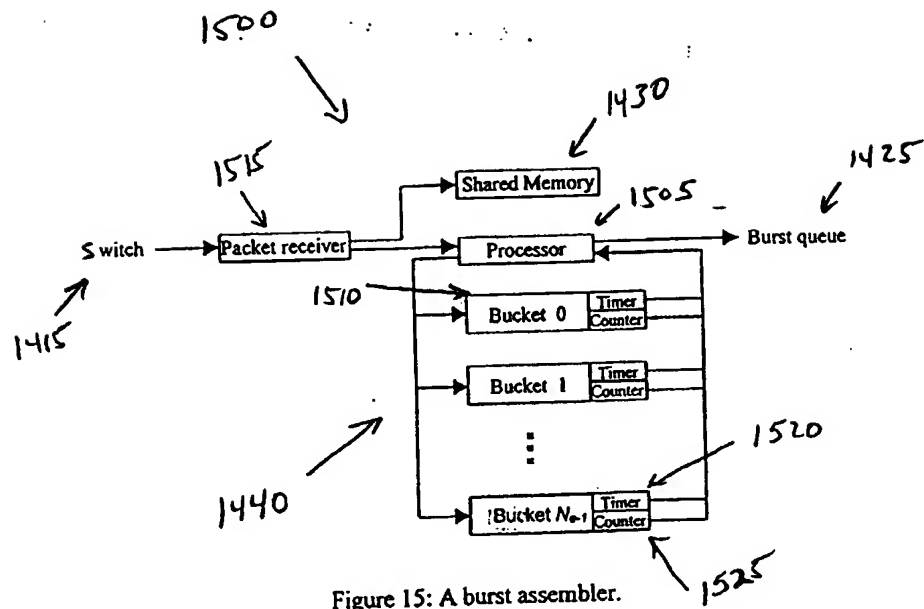 1500
1430
1515
1425
Shared Memory
1505
Switch
Packet receiver
Processor
Burst queue
1510
Bucket 0
Timer
Counter
1415
Bucket 1
Timer
Counter
1520
1440
Bucket Ne-1
Timer
Counter
1525
Figure 15: A burst assembler.